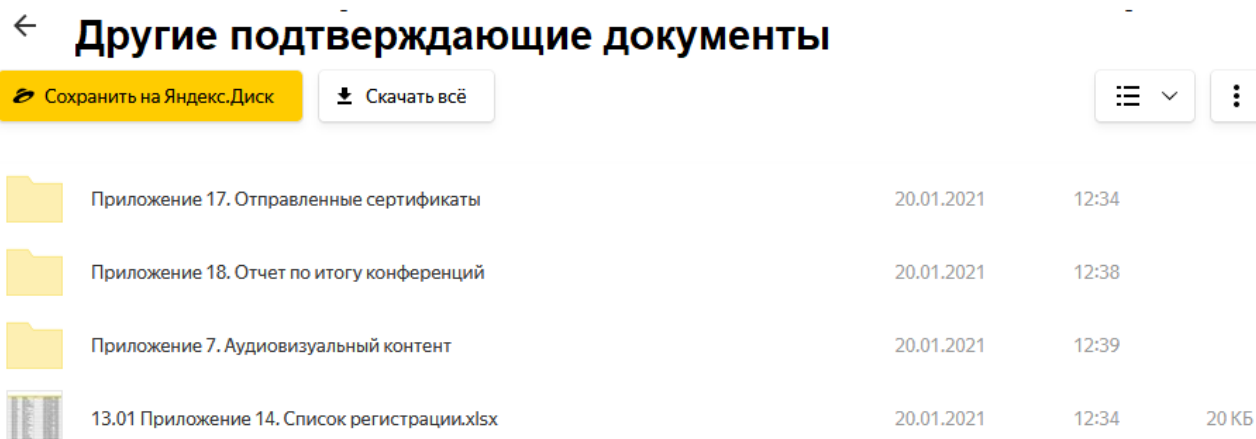 Другие подтверждающие документы
Сохранить на Яндекс.Диск Скачать всё
Приложение 17. Отправленные сертификаты 20.01.2021 12:34
Приложение 18. Отчет по итогу конференций 20.01.2021 12:38
Приложение 7. Аудиовизуальный контент 20.01.2021 12:39
13.01 Приложение 14. Список регистрации.xlsx 20.01.2021 12:34 20 КБ